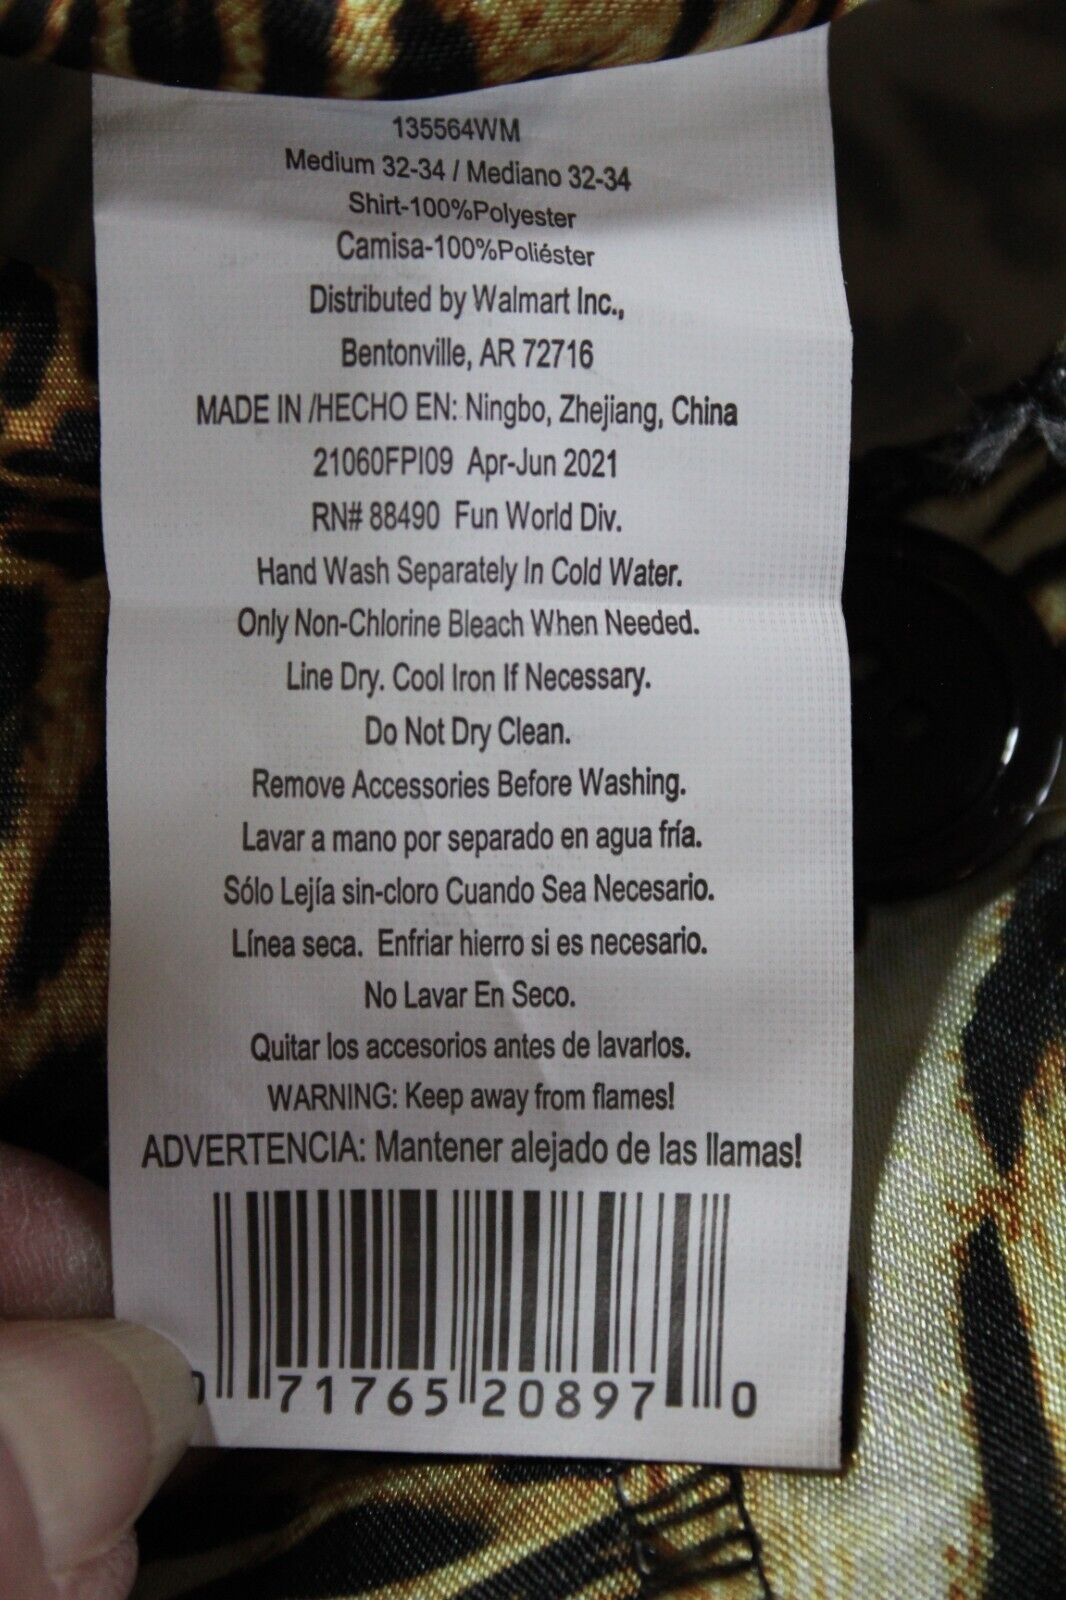 135564WM
Medium 32-34 / Mediano 32-34
Shirt-100%Polyester
Camisa-100%Poliéster
Distributed by Walmart Inc.,
Bentonville, AR 72716
MADE IN /HECHO EN: Ningbo, Zhejiang, China
21060FPI09 Apr-Jun 2021
RN# 88490 Fun World Div.
Hand Wash Separately In Cold Water.
Only Non-Chlorine Bleach When Needed.
Line Dry. Cool Iron If Necessary.
Do Not Dry Clean.
Remove Accessories Before Washing.
Lavar a mano por separado en agua fría.
Sólo Lejía sin-cloro Cuando Sea Necesario.
Línea seca. Enfriar hierro si es necesario.
No Lavar En Seco.
Quitar los accesorios antes de lavarlos.
WARNING: Keep away from flames!
ADVERTENCIA: Mantener alejado de las llamas!
0 71765 20897 0